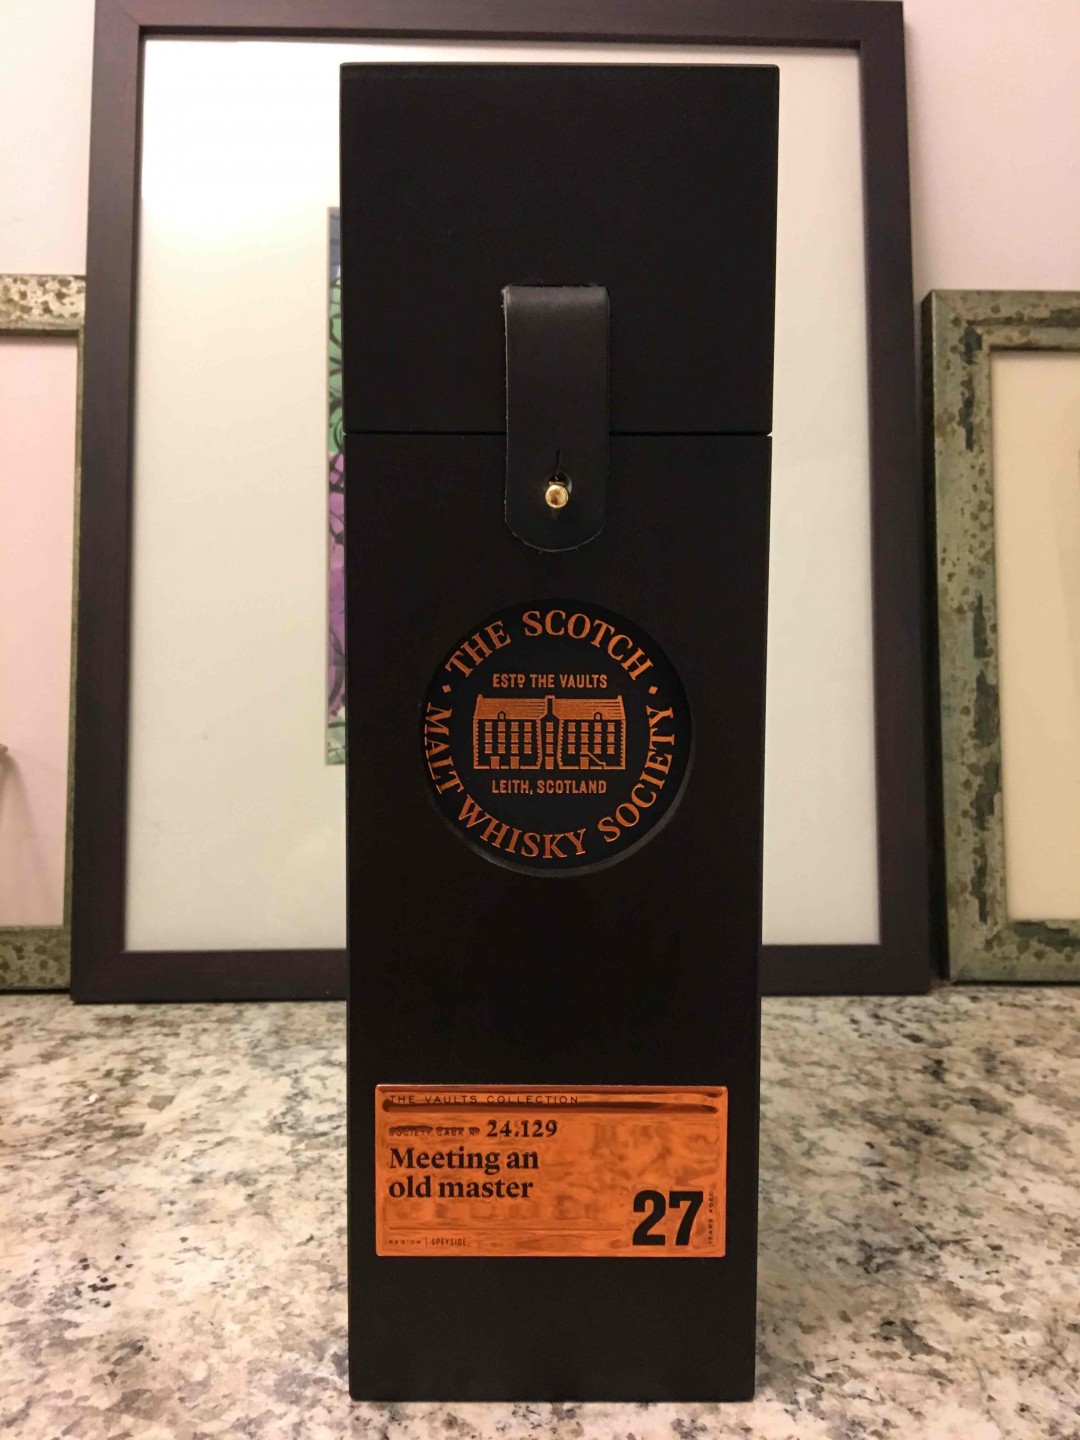 THE SCOTCH
MALT WHISKY SOCIETY
ESTD THE VAULTS
LEITH, SCOTLAND
THE VAULTS COLLECTION
SOCIETY CASK Nº 24.129
Meeting an
old master
27 YEARS AGED
REGION | SPEYSIDE